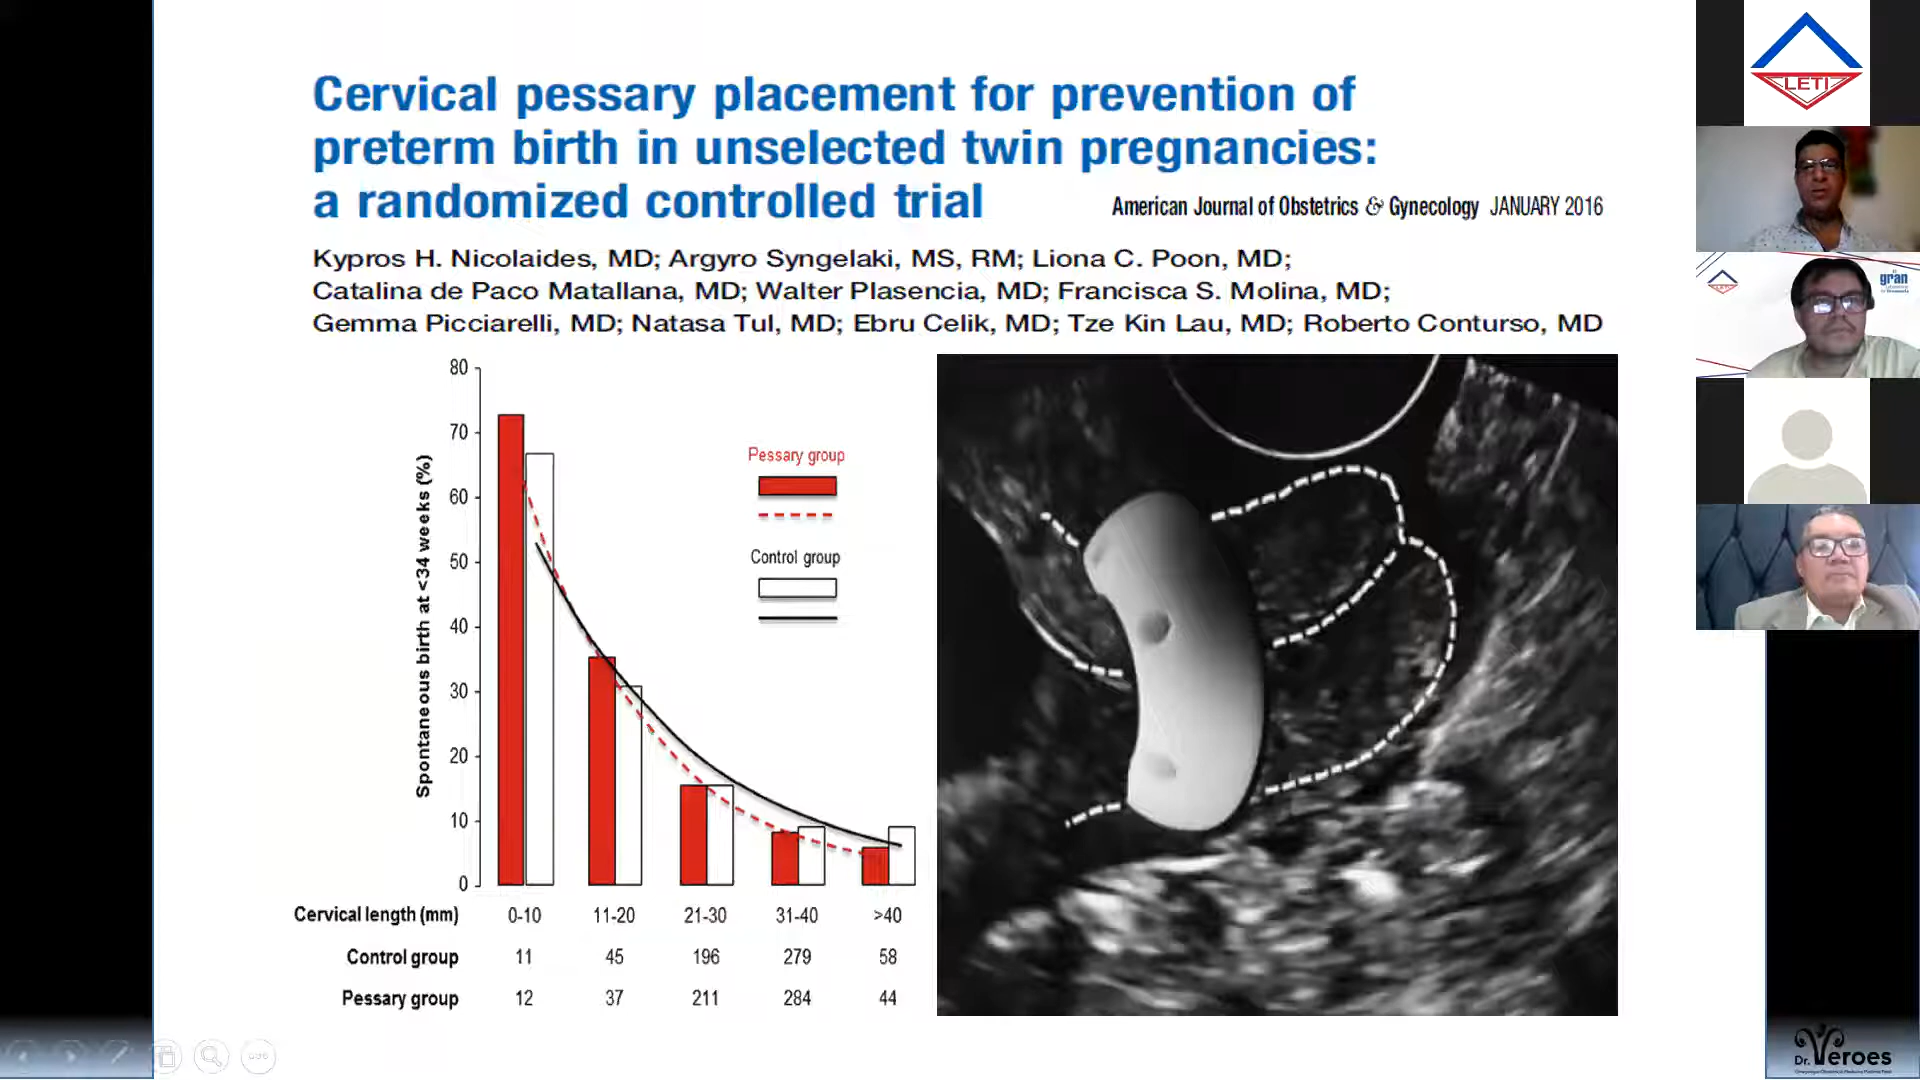 Cervical pessary placement for prevention of
preterm birth in unselected twin pregnancies:
a randomized controlled trial
American Journal of Obstetrics & Gynecology JANUARY 2016
Kypros H. Nicolaides, MD; Argyro Syngelaki, MS, RM; Liona C. Poon, MD;
Catalina de Paco Matallana, MD; Walter Plasencia, MD; Francisca S. Molina, MD;
Gemma Picciarelli, MD; Natasa Tul, MD; Ebru Celik, MD; Tze Kin Lau, MD; Roberto Conturso, MD
Spontaneous birth at <34 weeks (%)
80
70
60
50
40
30
20
10
0
Pessary group
Control group
Cervical length (mm) 0-10 11-20 21-30 31-40 >40
Control group 11 45 196 279 58
Pessary group 12 37 211 284 44
LETI
LETI
gran
Dr. Veroes